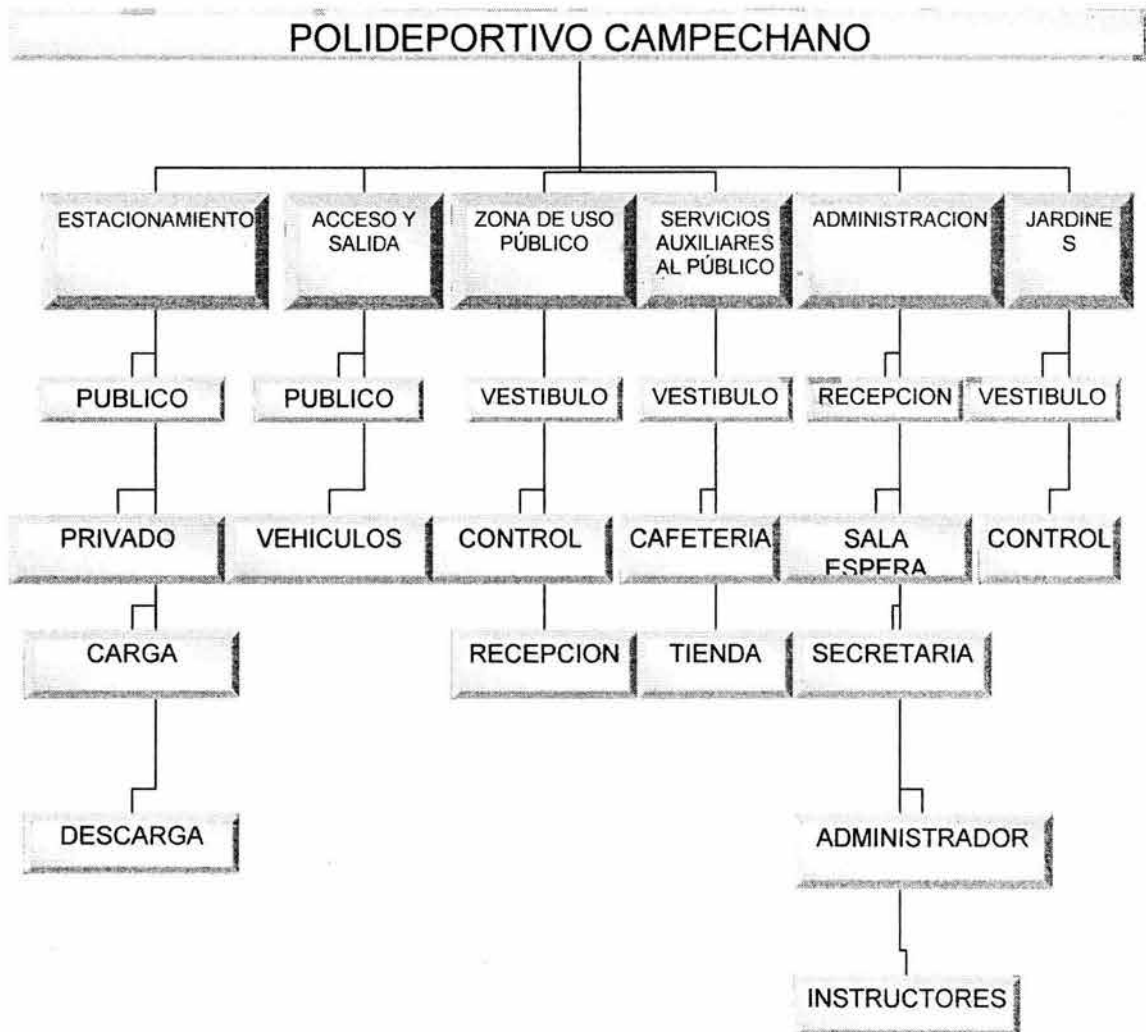 POLIDEPORTIVO CAMPECHANO
ESTACIONAMIENTO
ACCESO Y
SALIDA
ZONA DE USO
PÚBLICO
SERVICIOS
AUXILIARES
AL PÚBLICO
ADMINISTRACION
JARDINE
S
PUBLICO
PUBLICO
VESTIBULO
VESTIBULO
RECEPCION
VESTIBULO
PRIVADO
VEHICULOS
CONTROL
CAFETERIA
SALA
ESPERA
CONTROL
CARGA
RECEPCION
TIENDA
SECRETARIA
DESCARGA
ADMINISTRADOR
INSTRUCTORES